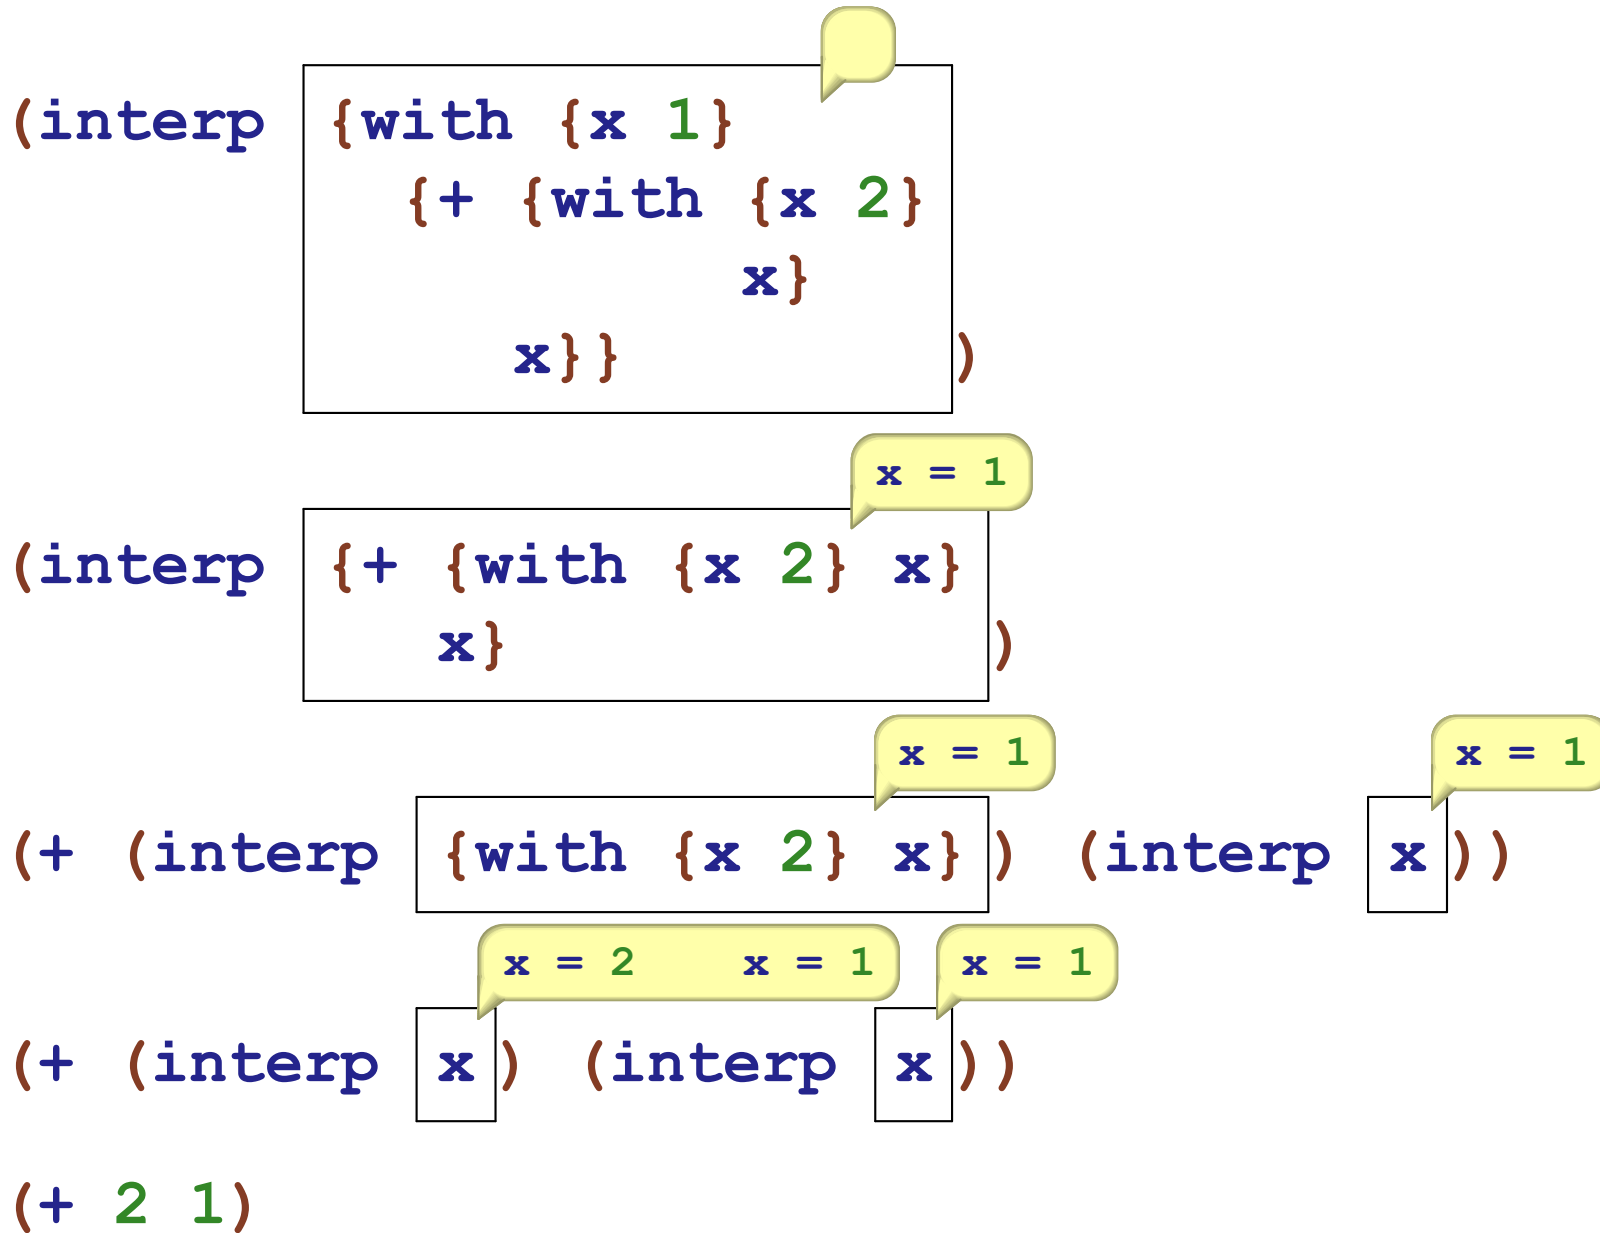 (interp {with {x 1}
{+ {with {x 2}
x}
x}} )
x = 1
(interp {+ {with {x 2} x}
x} )
x = 1 x = 1
(+ (interp {with {x 2} x} ) (interp x ))
x = 2 x = 1 x = 1
(+ (interp x ) (interp x ))
(+ 2 1)